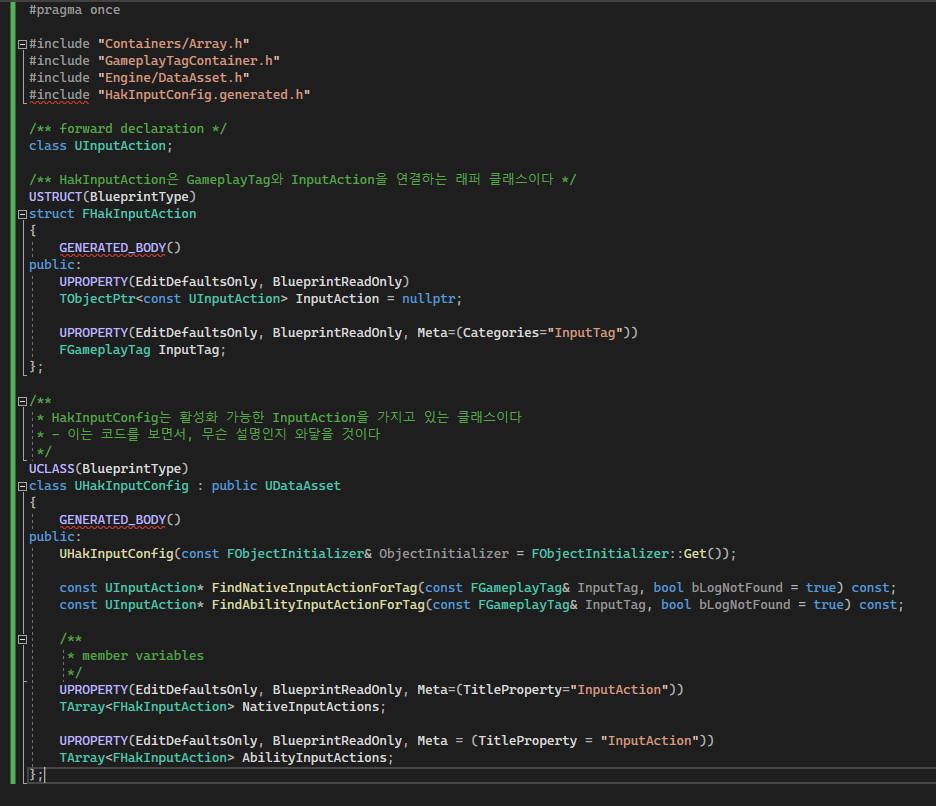 #pragma once
#include "Containers/Array.h"
#include "GameplayTagContainer.h"
#include "Engine/DataAsset.h"
#include "HakInputConfig.generated.h"
/** forward declaration */
class UInputAction;
/** HakInputAction은 GameplayTag와 InputAction을 연결하는 래퍼 클래스이다 */
USTRUCT(BlueprintType)
struct FHakInputAction
{
GENERATED_BODY()
public:
UPROPERTY(EditDefaultsOnly, BlueprintReadOnly)
TObjectPtr<const UInputAction> InputAction = nullptr;
UPROPERTY(EditDefaultsOnly, BlueprintReadOnly, Meta=(Categories="InputTag"))
FGameplayTag InputTag;
};
/**
* HakInputConfig는 활성화 가능한 InputAction을 가지고 있는 클래스이다
* - 이는 코드를 보면서, 무슨 설명인지 와닿을 것이다
*/
UCLASS(BlueprintType)
class UHakInputConfig : public UDataAsset
{
GENERATED_BODY()
public:
UHakInputConfig(const FObjectInitializer& ObjectInitializer = FObjectInitializer::Get());
const UInputAction* FindNativeInputActionForTag(const FGameplayTag& InputTag, bool bLogNotFound = true) const;
const UInputAction* FindAbilityInputActionForTag(const FGameplayTag& InputTag, bool bLogNotFound = true) const;
/**
* member variables
*/
UPROPERTY(EditDefaultsOnly, BlueprintReadOnly, Meta=(TitleProperty="InputAction"))
TArray<FHakInputAction> NativeInputActions;
UPROPERTY(EditDefaultsOnly, BlueprintReadOnly, Meta = (TitleProperty = "InputAction"))
TArray<FHakInputAction> AbilityInputActions;
};